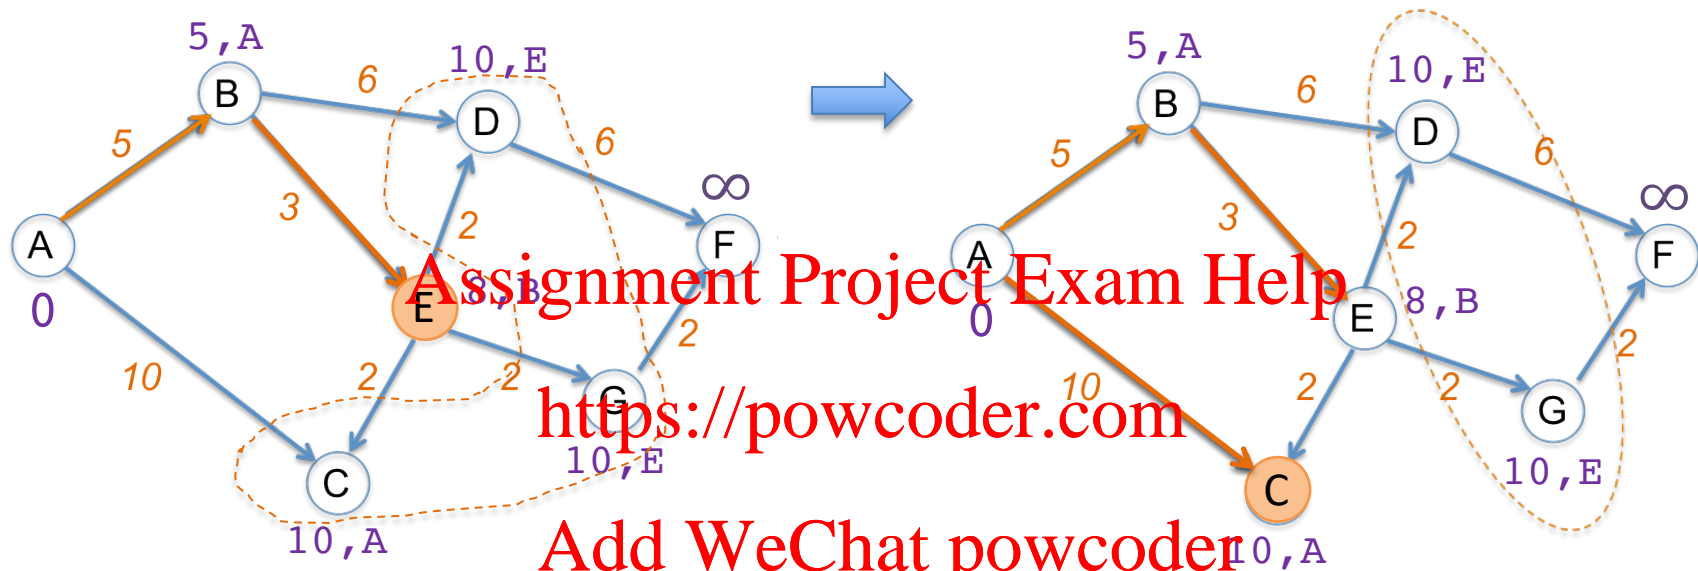 5,A
10,E
B
6
D
5
6
3
∞
A
2
F
0
E
8,B
10
2
2
2
G
C
10,E
10,A
5,A
10,E
B
6
D
5
6
3
∞
A
2
F
0
E
8,B
10
2
2
2
G
C
10,E
10,A
Assignment Project Exam Help
https://powcoder.com
Add WeChat powcoder